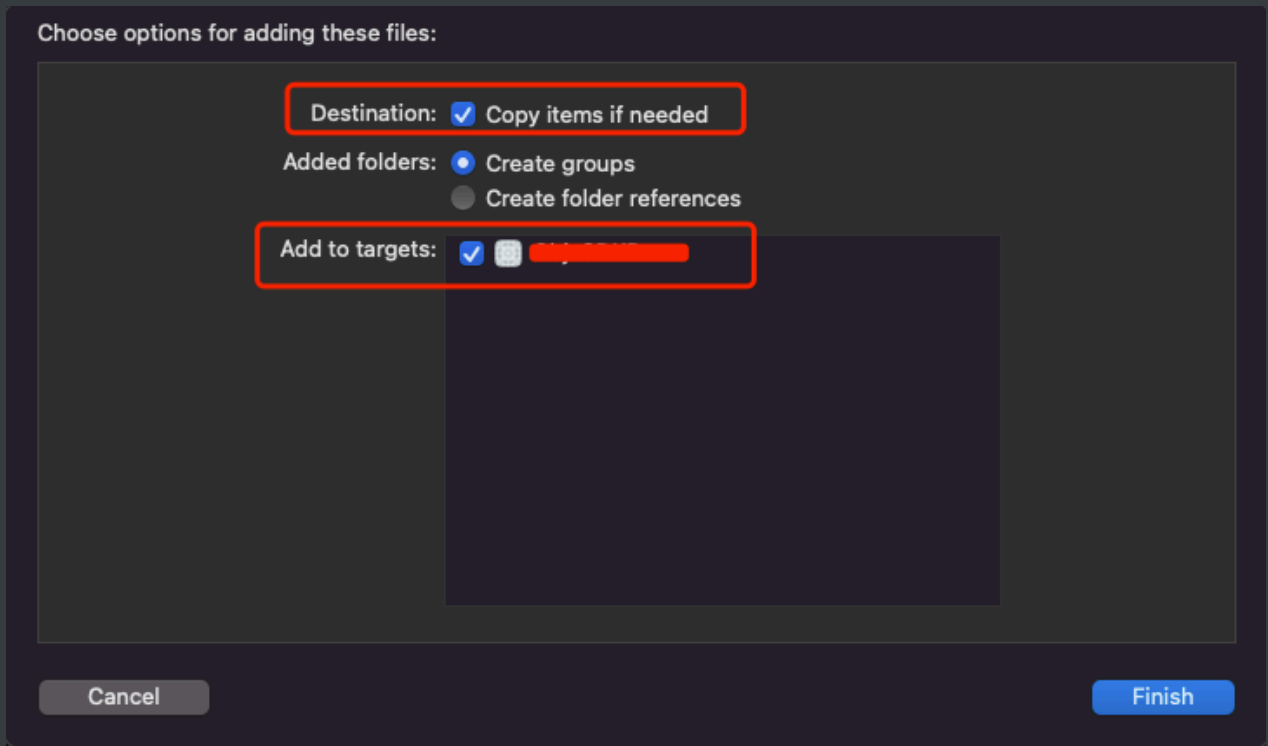 Choose options for adding these files:
Destination: Copy items if needed
Added folders: Create groups
Create folder references
Add to targets:
Cancel
Finish